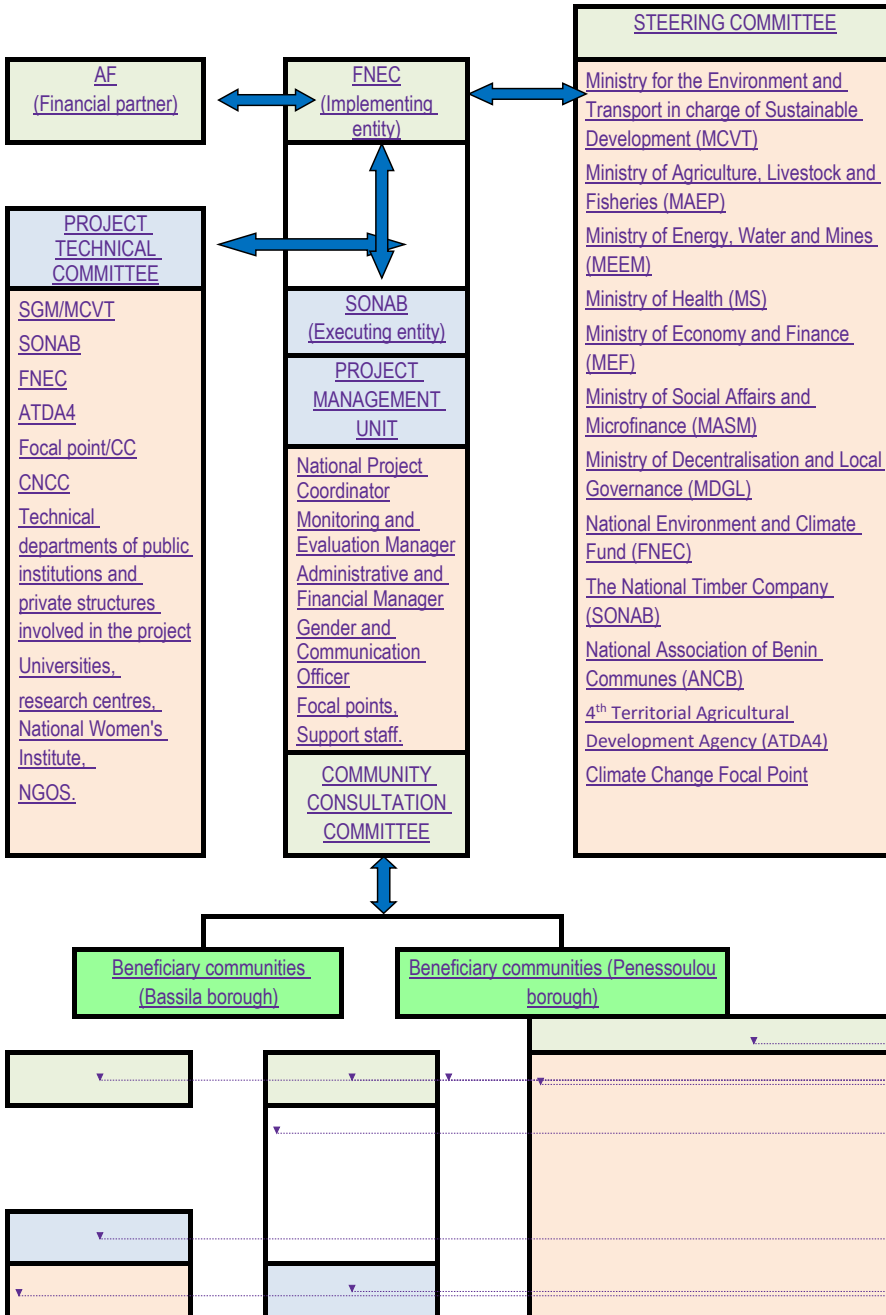 AF
(Financial partner)
FNEC
(Implementing
entity)
STEERING COMMITTEE
Ministry for the Environment and
Transport in charge of Sustainable
Development (MCVT)
Ministry of Agriculture, Livestock and
Fisheries (MAEP)
Ministry of Energy, Water and Mines
(MEEM)
Ministry of Health (MS)
Ministry of Economy and Finance
(MEF)
Ministry of Social Affairs and
Microfinance (MASM)
Ministry of Decentralisation and Local
Governance (MDGL)
National Environment and Climate
Fund (FNEC)
The National Timber Company
(SONAB)
National Association of Benin
Communes (ANCB)
4th Territorial Agricultural
Development Agency (ATDA4)
Climate Change Focal Point
PROJECT
TECHNICAL
COMMITTEE
SGM/MCVT
SONAB
FNEC
ATDA4
Focal point/CC
CNCC
Technical
departments of public
institutions and
private structures
involved in the project
Universities,
research centres,
National Women's
Institute,
NGOS.
SONAB
(Executing entity)
PROJECT
MANAGEMENT
UNIT
National Project
Coordinator
Monitoring and
Evaluation Manager
Administrative and
Financial Manager
Gender and
Communication
Officer
Focal points,
Support staff.
COMMUNITY
CONSULTATION
COMMITTEE
Beneficiary communities
(Bassila borough)
Beneficiary communities (Penessoulou
borough)